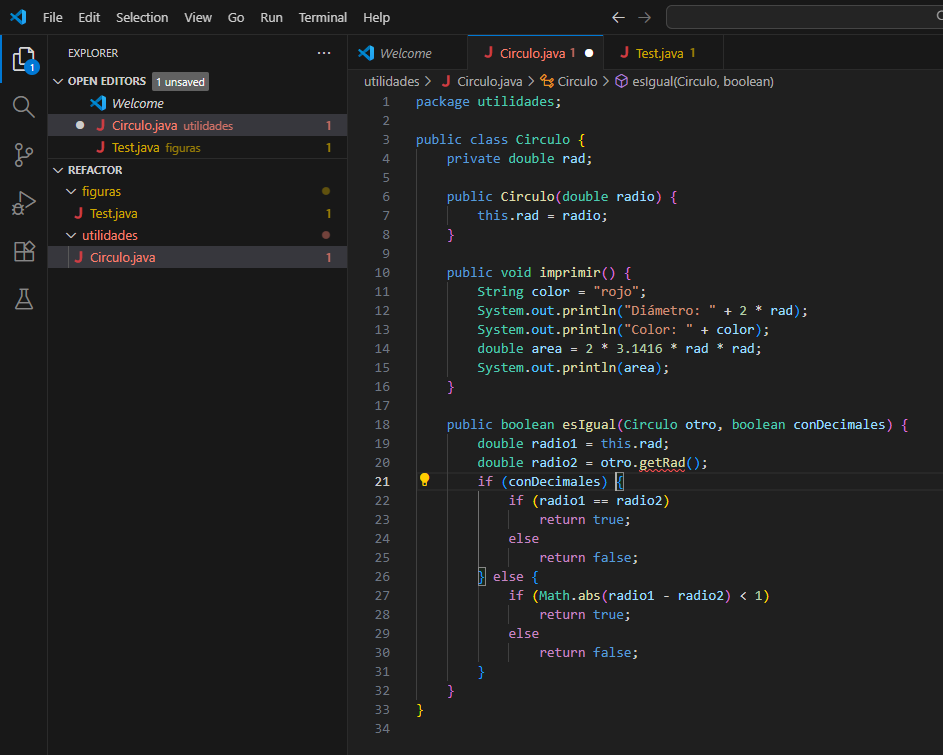 File Edit Selection View Go Run Terminal Help
EXPLORER
OPEN EDITORS 1 unsaved
Welcome
Circulo.java utilidades 1
Test.java figuras 1
REFACTOR
figuras
Test.java 1
utilidades
Circulo.java 1
1
Welcome
Circulo.java 1
Test.java 1
utilidades > Circulo.java > Circulo > esIgual(Circulo, boolean)
1 package utilidades;
2
3 public class Circulo {
4 private double rad;
5
6 public Circulo(double radio) {
7 this.rad = radio;
8 }
9
10 public void imprimir() {
11 String color = "rojo";
12 System.out.println("Diámetro: " + 2 * rad);
13 System.out.println("Color: " + color);
14 double area = 2 * 3.1416 * rad * rad;
15 System.out.println(area);
16 }
17
18 public boolean esIgual(Circulo otro, boolean conDecimales) {
19 double radio1 = this.rad;
20 double radio2 = otro.getRad();
21 if (conDecimales) {
22 if (radio1 == radio2)
23 return true;
24 else
25 return false;
26 } else {
27 if (Math.abs(radio1 - radio2) < 1)
28 return true;
29 else
30 return false;
31 }
32 }
33 }
34